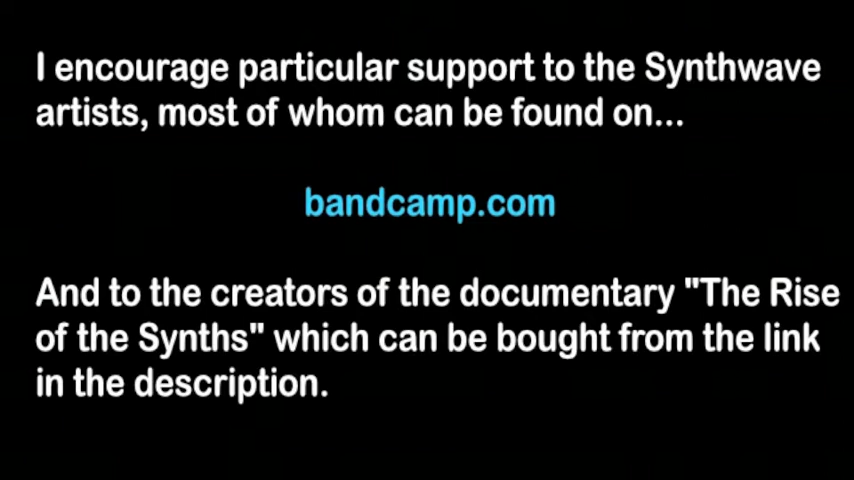 I encourage particular support to the Synthwave
artists, most of whom can be found on...
bandcamp.com
And to the creators of the documentary "The Rise
of the Synths" which can be bought from the link
in the description.